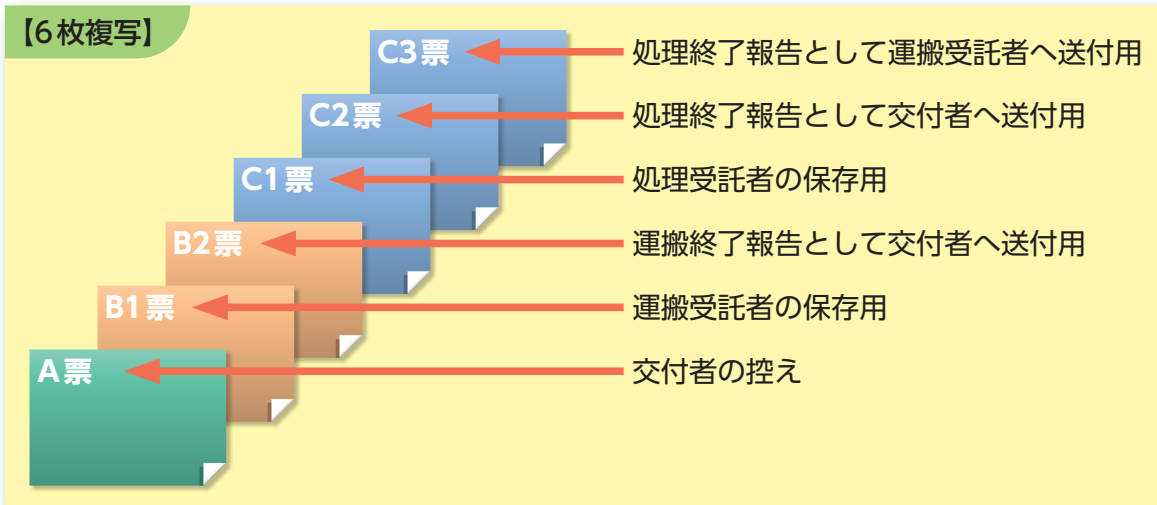 【6枚複写】
C3票
処理終了報告として運搬受託者へ送付用
C2票
処理終了報告として交付者へ送付用
C1票
処理受託者の保存用
B2票
運搬終了報告として交付者へ送付用
B1票
運搬受託者の保存用
A票
交付者の控え